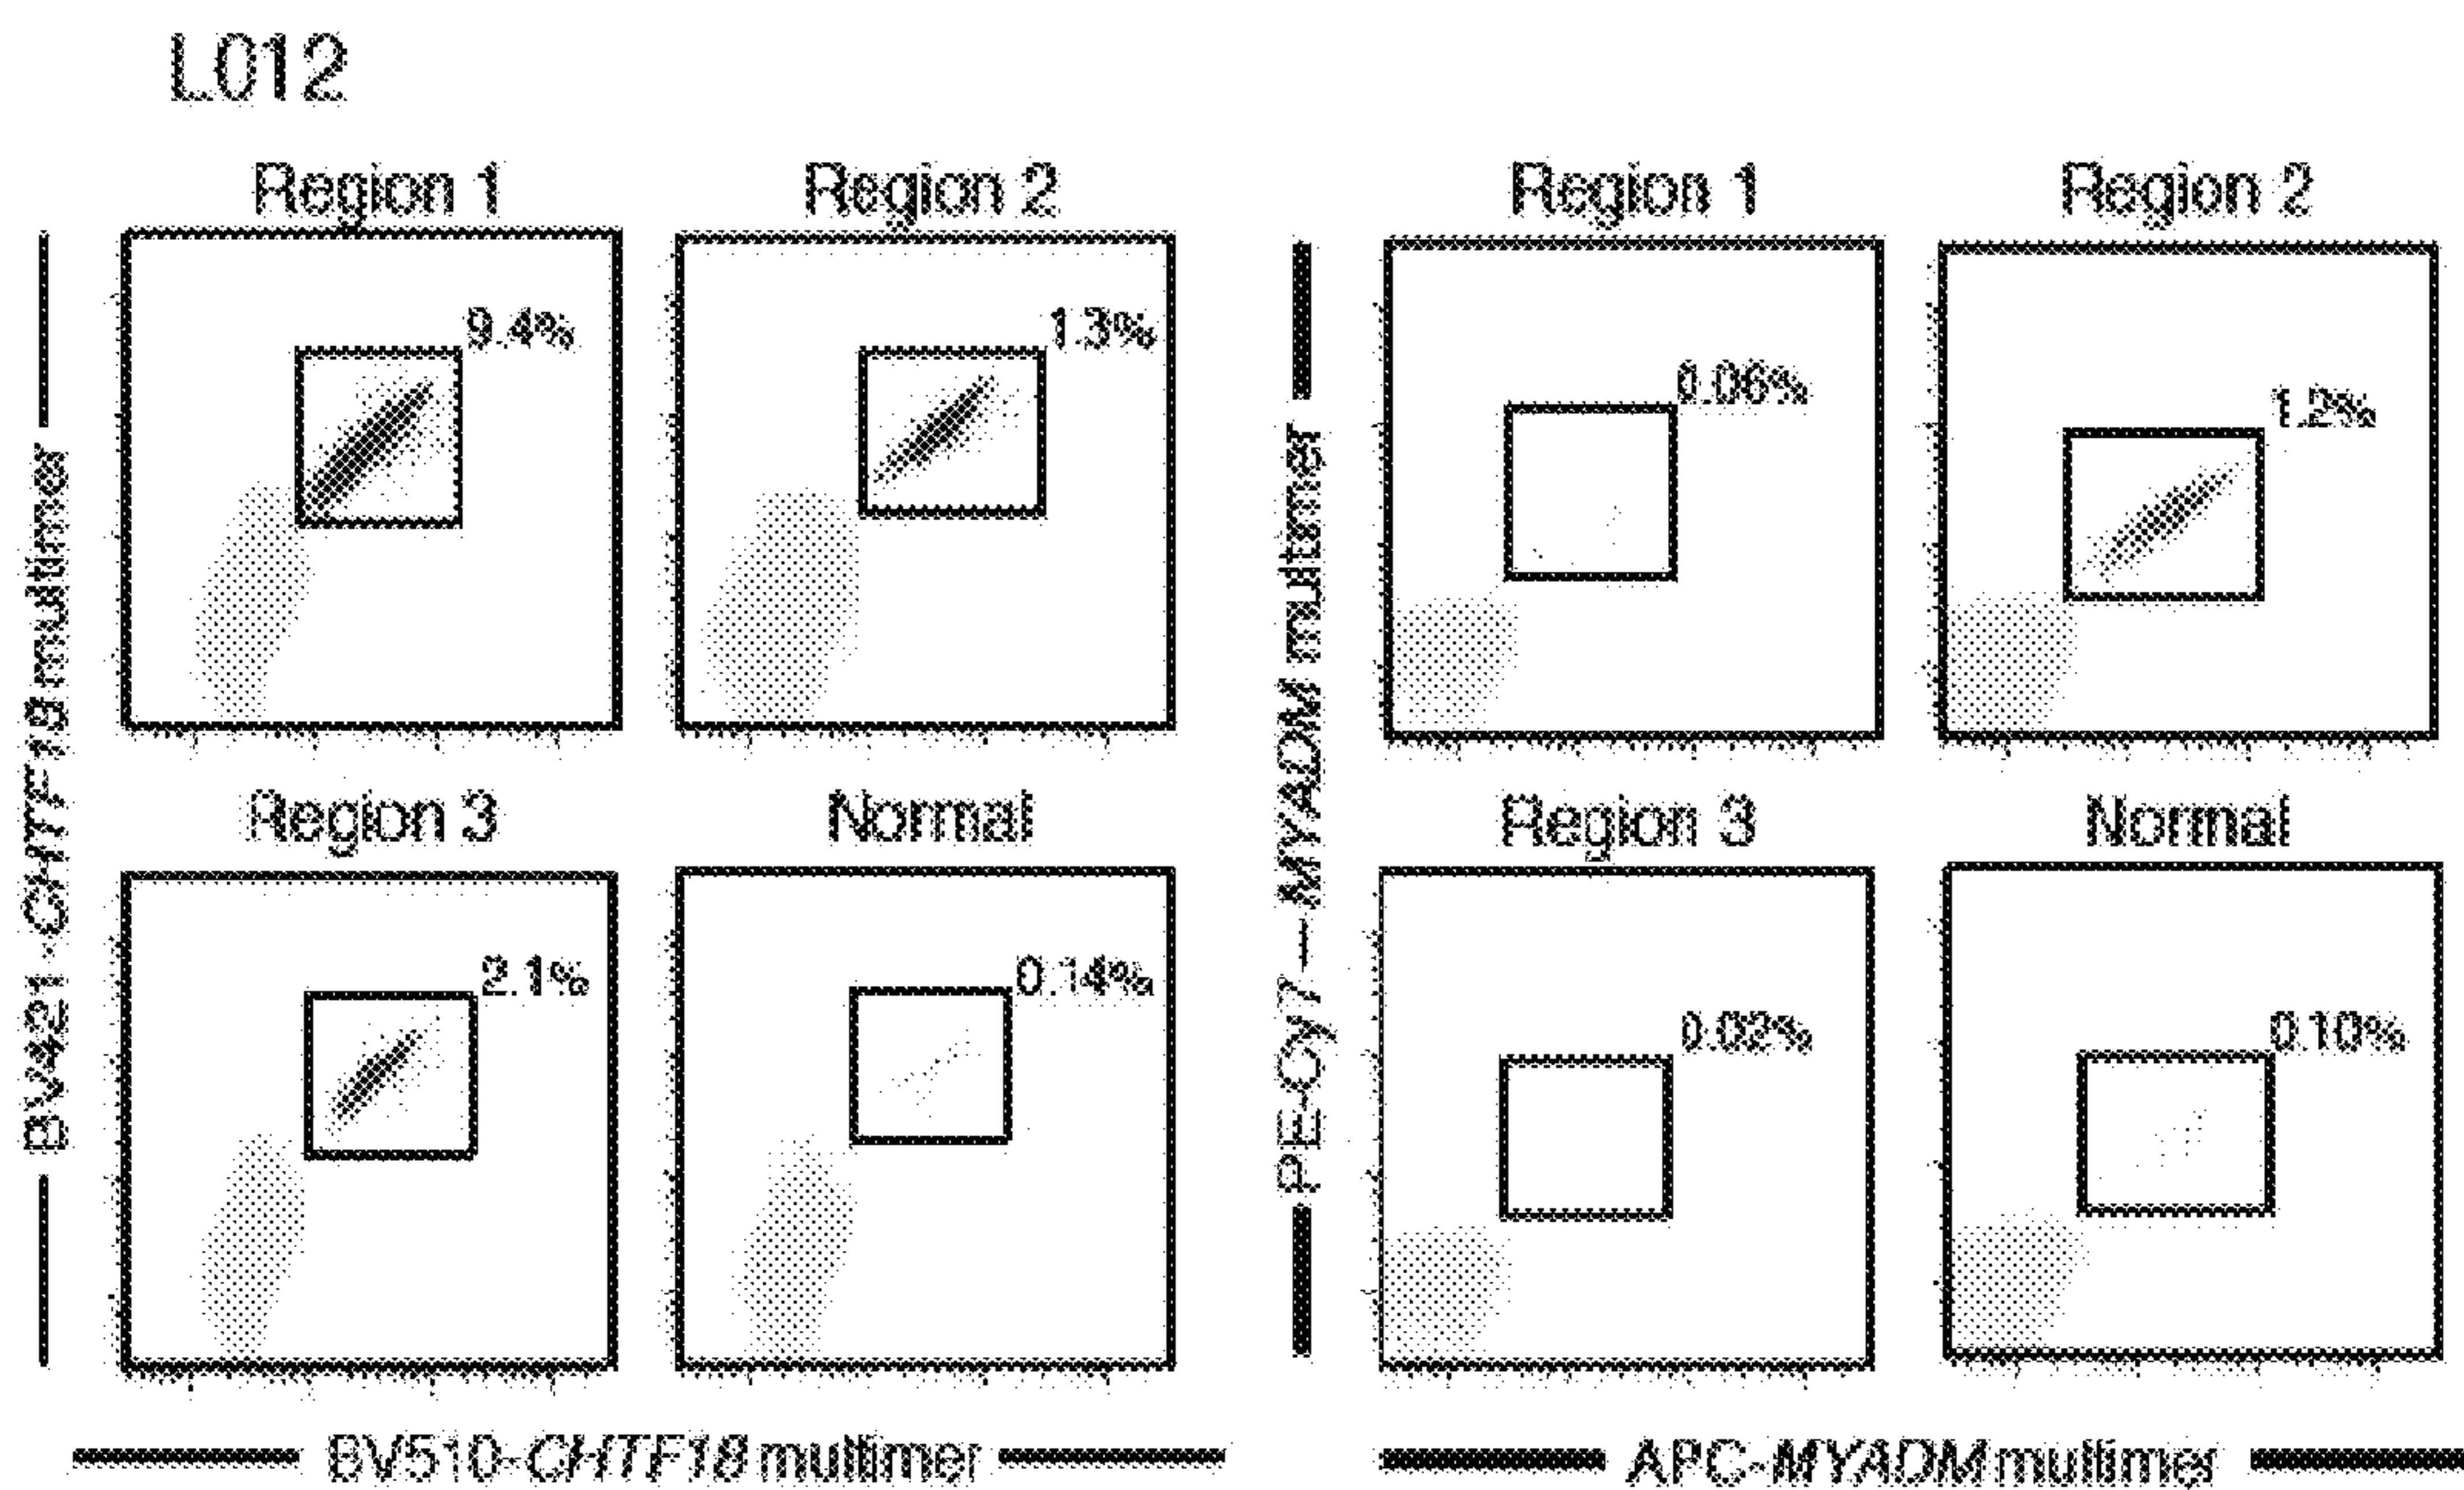 L012
Region 1
Region 2
Region 1
Region 2
9.4%
1.3%
0.06%
1.2%
BV421-CHTF18 multimer
PE-Cy7—MYADM multimer
Region 3
Normal
Region 3
Normal
2.1%
0.14%
0.02%
0.10%
BV510-CHTF18 multimer
APC-MYADM multimer